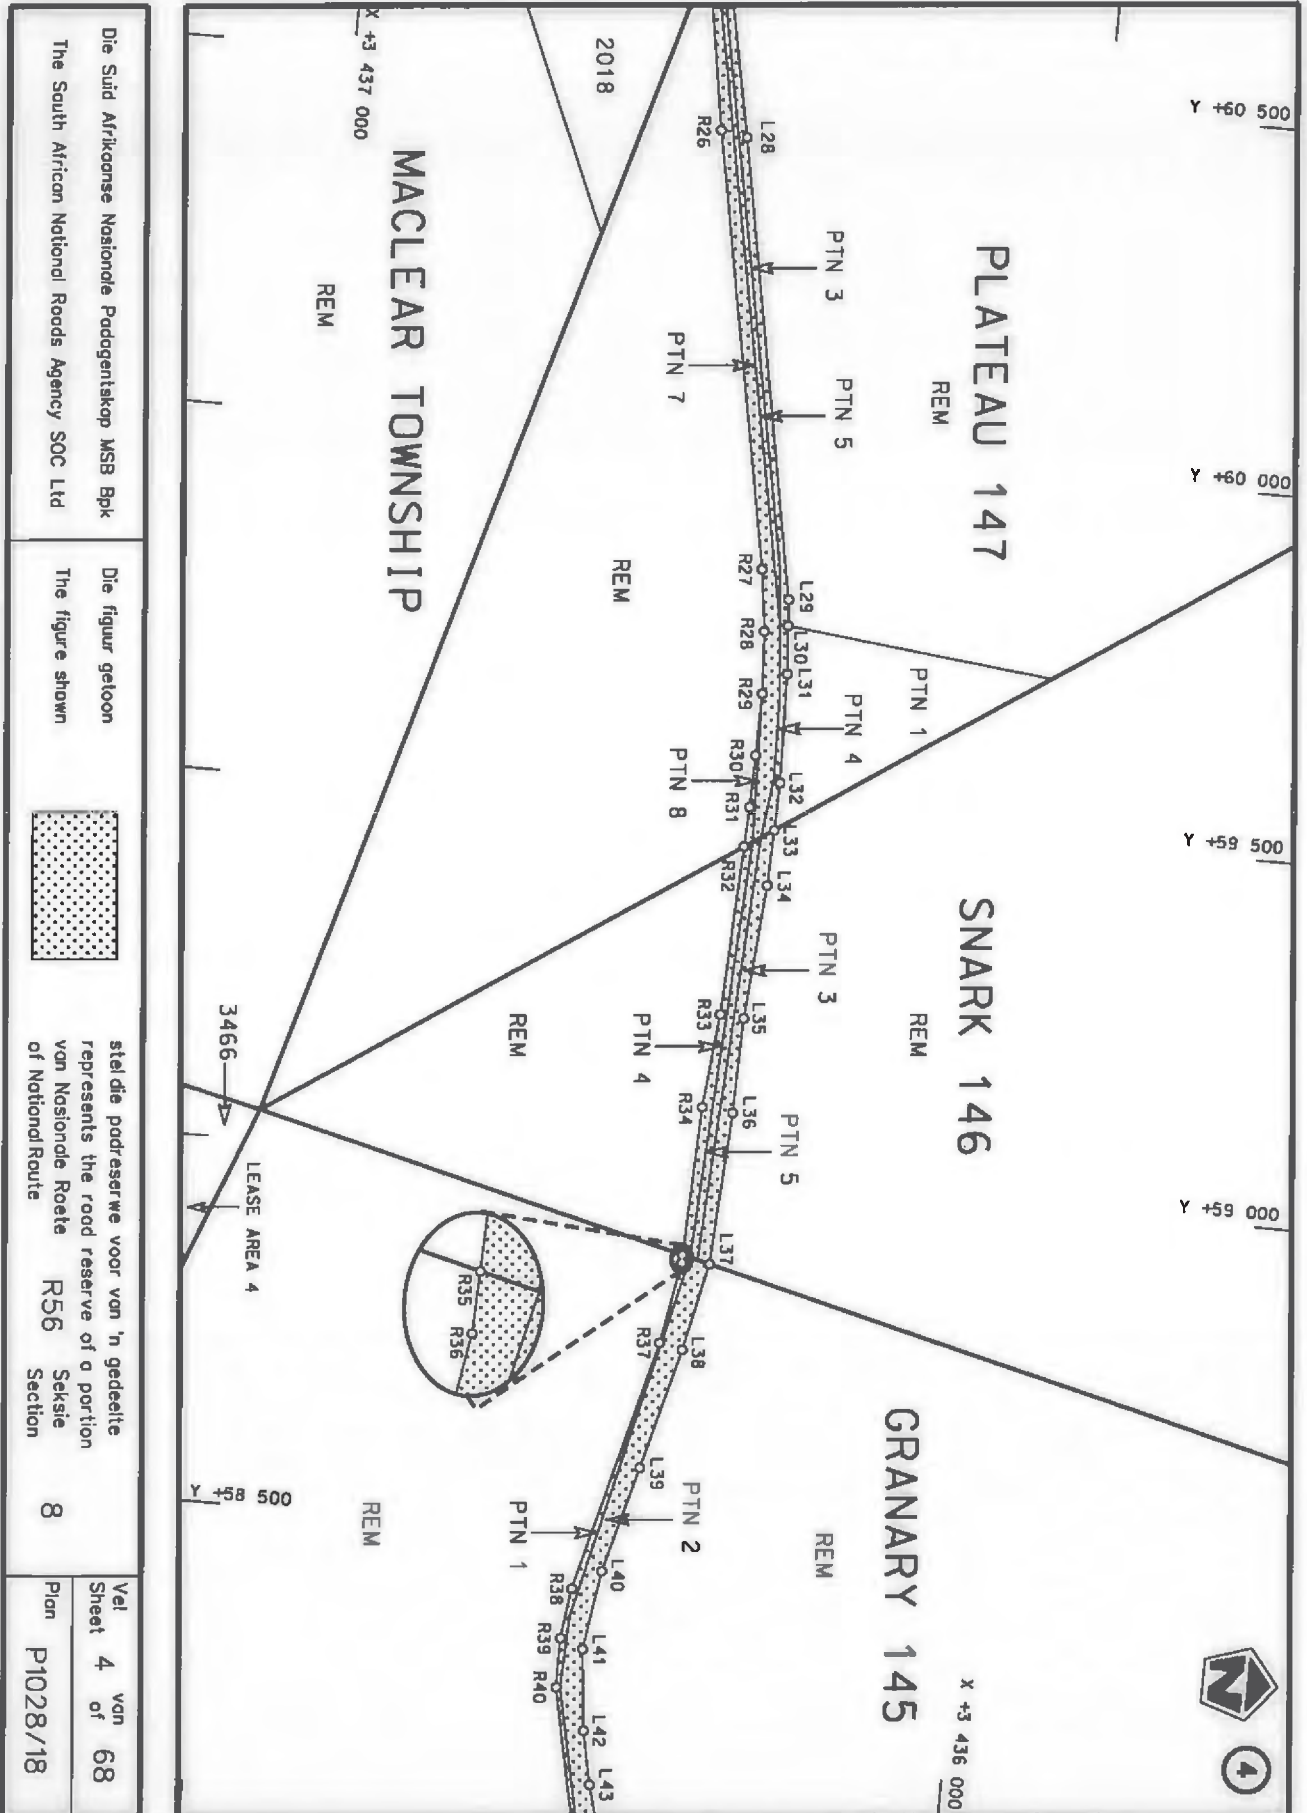 4
N
Y +60 500
Y +60 000
Y +59 500
Y +59 000
Y +58 500
X +3 436 000
X +3 437 000
PLATEAU 147
REM
SNARK 146
REM
GRANARY 145
REM
PTN 3
PTN 5
PTN 1
PTN 4
PTN 3
PTN 5
PTN 2
L28
L29
L30
L31
L32
L33
L34
L35
L36
L37
L38
L39
L40
L41
L42
L43
R26
R27
R28
R29
R30
R31
R32
R33
R34
R37
R38
R39
R40
PTN 7
PTN 8
PTN 4
PTN 1
REM
REM
REM
R35
R36
2018
MACLEAR TOWNSHIP
REM
3466
LEASE AREA 4
Die Suid Afrikaanse Nasionale Padagentskap MSB Bpk
The South African National Roads Agency SOC Ltd
Die figuur getoon
The figure shown
stel die padreserwe voor van 'n gedeelte
represents the road reserve of a portion
van Nasionale Roete R56 Seksie 8
of National Route Section
Vel 4 van 68
Sheet of
Plan P1028/18